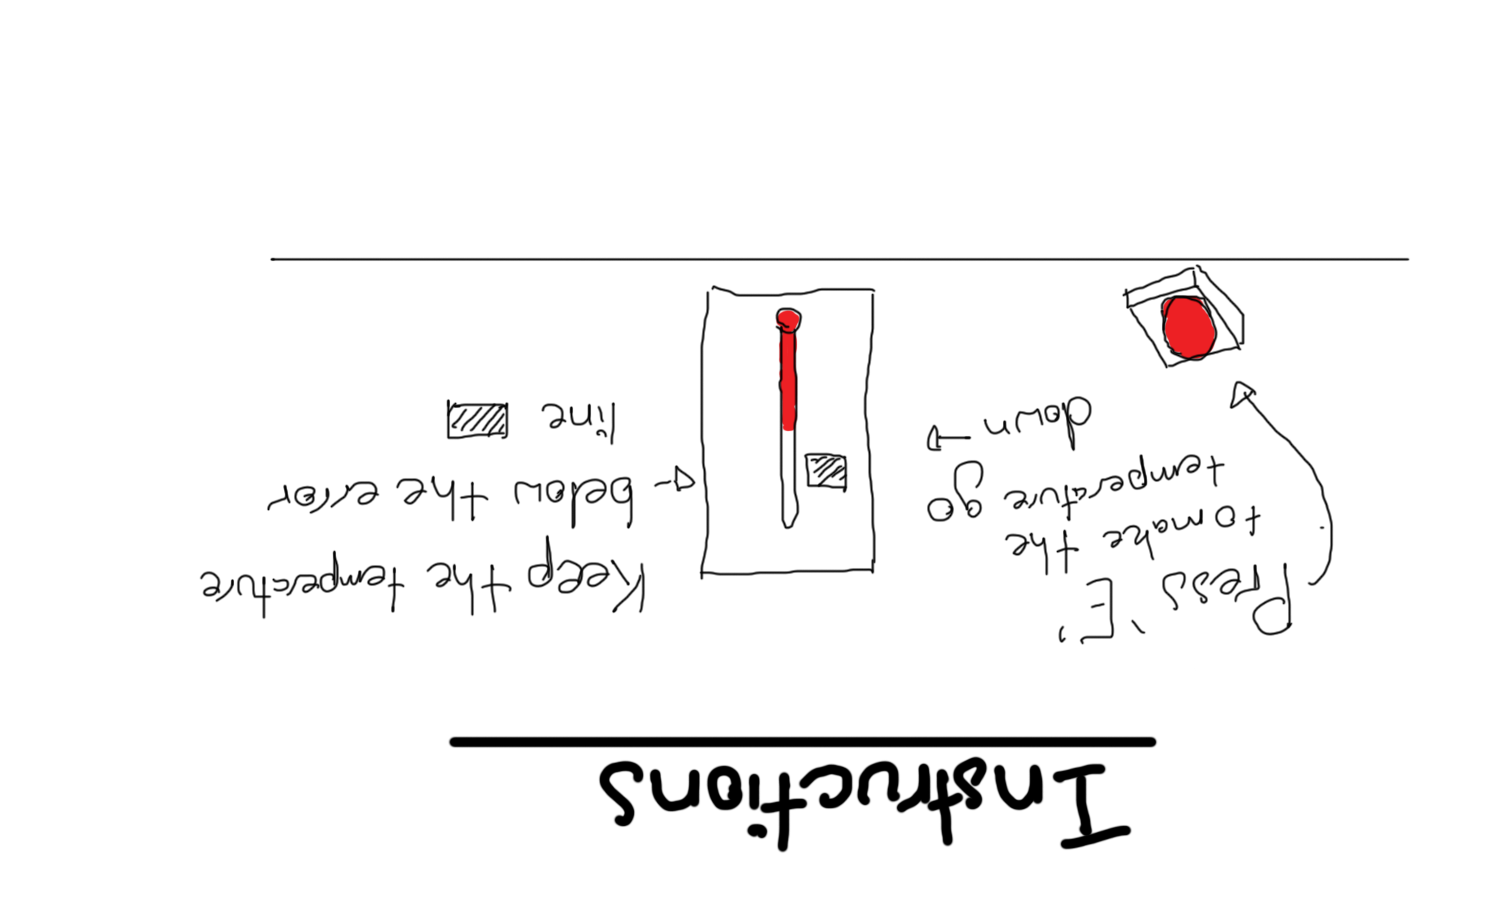 Instructions
Press 'E'
to make the
temperature go
down
Keep the temperature
below the error
line